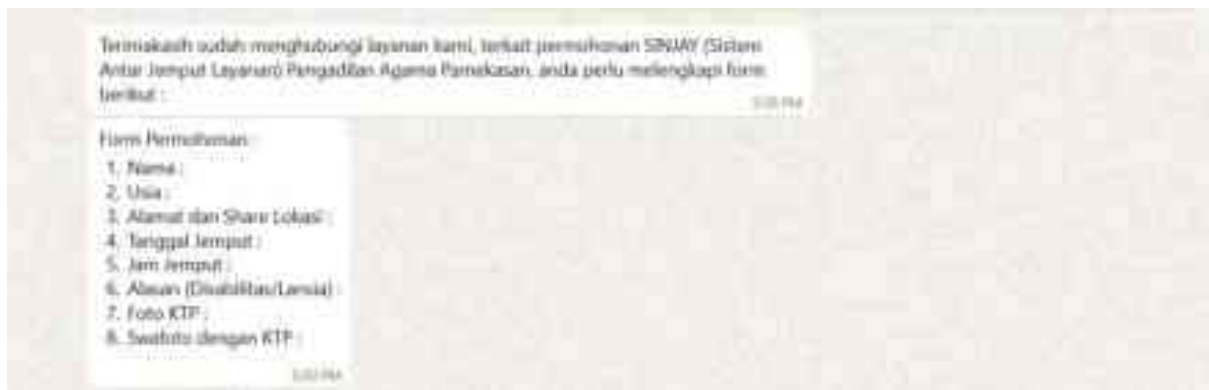 Terimakasih sudah menghubungi layanan kami, terkait permohonan SINJAY (Sistem
Antar Jemput Layanan) Pengadilan Agama Pamekasan, anda perlu melengkapi form
berikut :
Form Permohonan :
1. Nama :
2. Usia :
3. Alamat dan Share Lokasi :
4. Tanggal Jemput :
5. Jam Jemput :
6. Alasan (Disabilitas/Lansia) :
7. Foto KTP :
8. Swafoto dengan KTP :